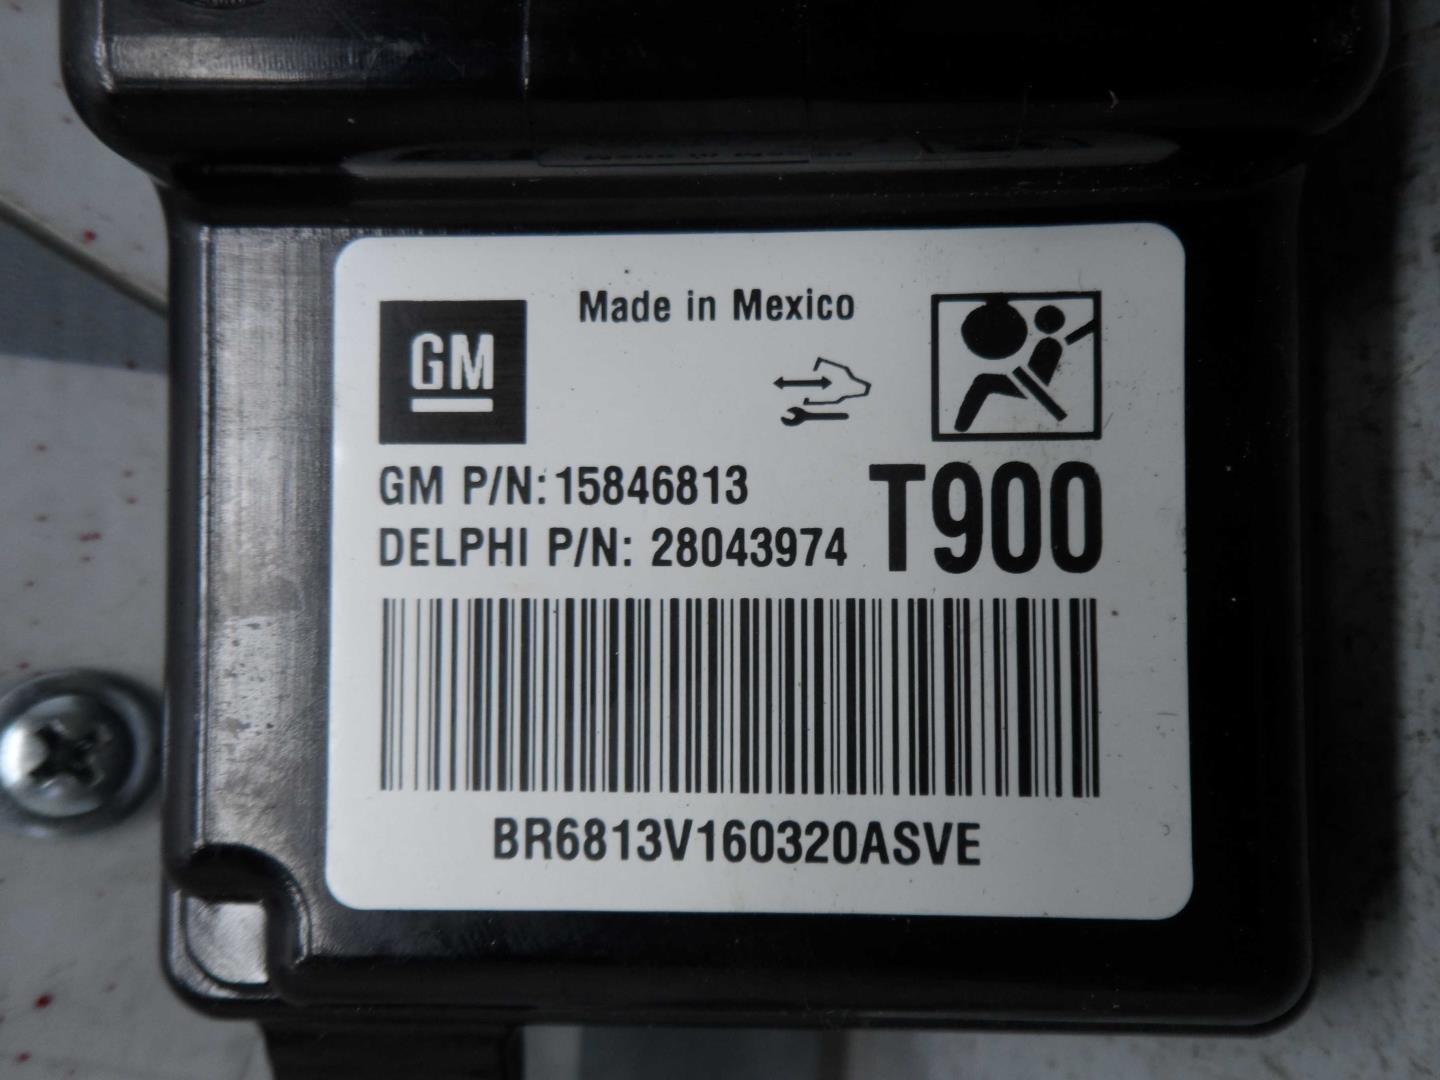 Made in Mexico
GM
GM P/N: 15846813
DELPHI P/N: 28043974
T900
BR6813V160320ASVE